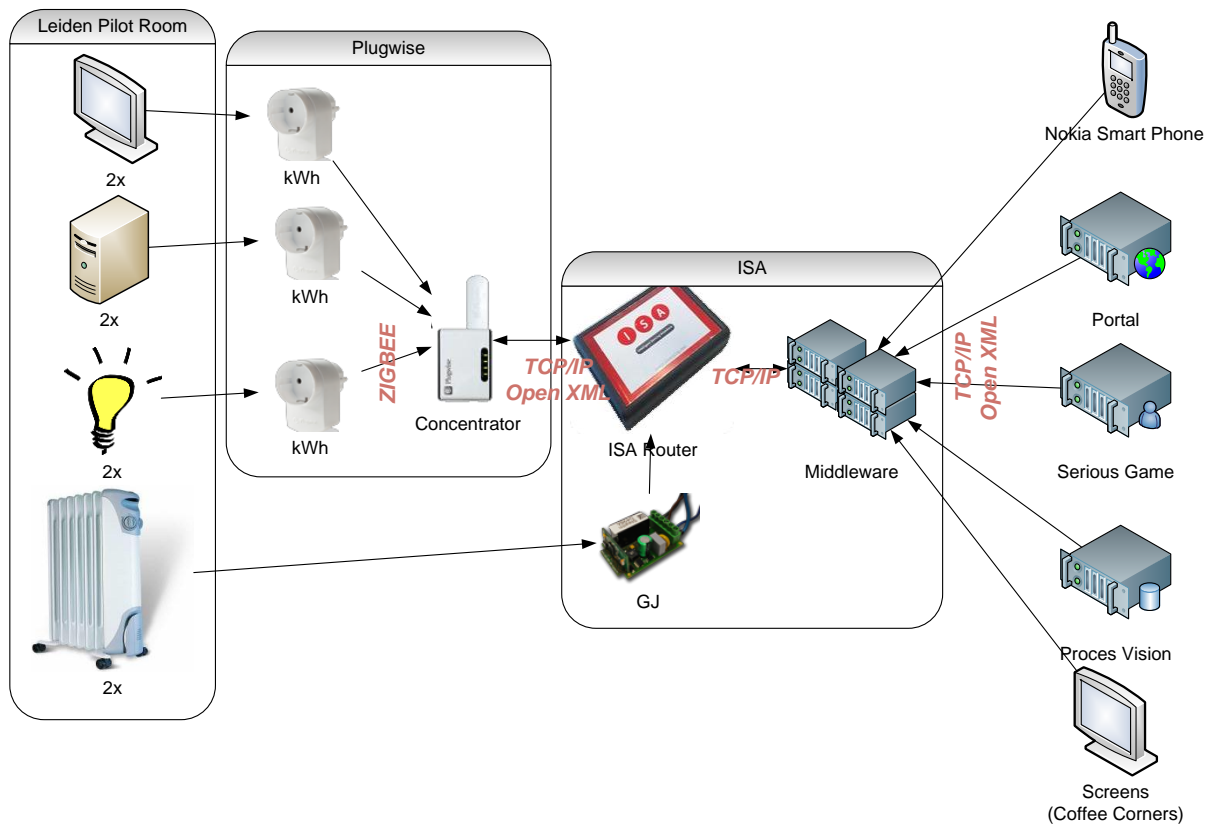 Leiden Pilot Room
2x
2x
2x
2x
Plugwise
kWh
kWh
kWh
ZIGBEE
Plugwise
Concentrator
TCP/IP
Open XML
ISA
I S A
ISA Router
GJ
TCP/IP
Middleware
TCP/IP
Open XML
Nokia Smart Phone
Portal
Serious Game
Proces Vision
Screens
(Coffee Corners)